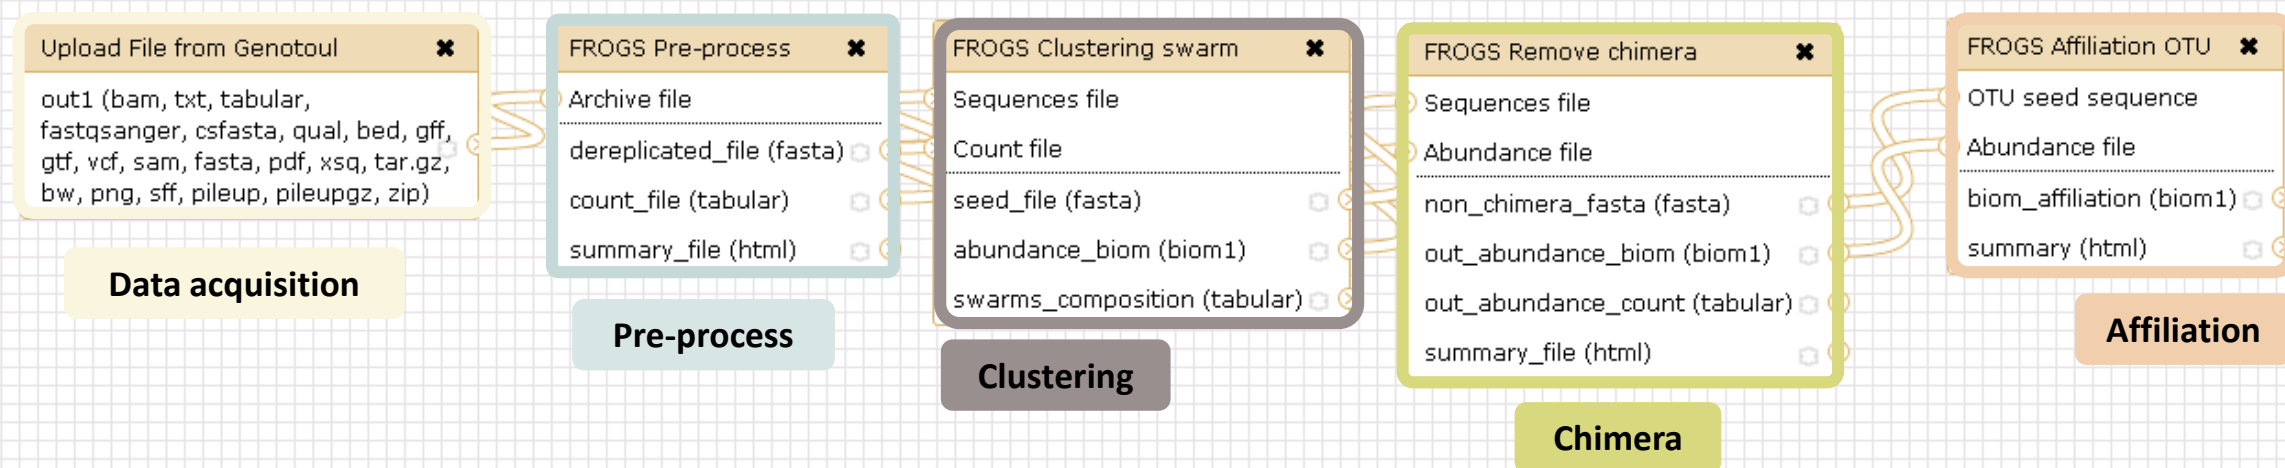 Upload File from Genotoul
out1 (bam, txt, tabular,
fastqsanger, csfasta, qual, bed, gff,
gtf, vcf, sam, fasta, pdf, xsq, tar.gz,
bw, png, sff, pileup, pileupgz, zip)
Data acquisition
FROGS Pre-process
Archive file
dereplicated_file (fasta)
count_file (tabular)
summary_file (html)
Pre-process
FROGS Clustering swarm
Sequences file
Count file
seed_file (fasta)
abundance_biom (biom1)
swarms_composition (tabular)
Clustering
FROGS Remove chimera
Sequences file
Abundance file
non_chimera_fasta (fasta)
out_abundance_biom (biom1)
out_abundance_count (tabular)
summary_file (html)
Chimera
FROGS Affiliation OTU
OTU seed sequence
Abundance file
biom_affiliation (biom1)
summary (html)
Affiliation